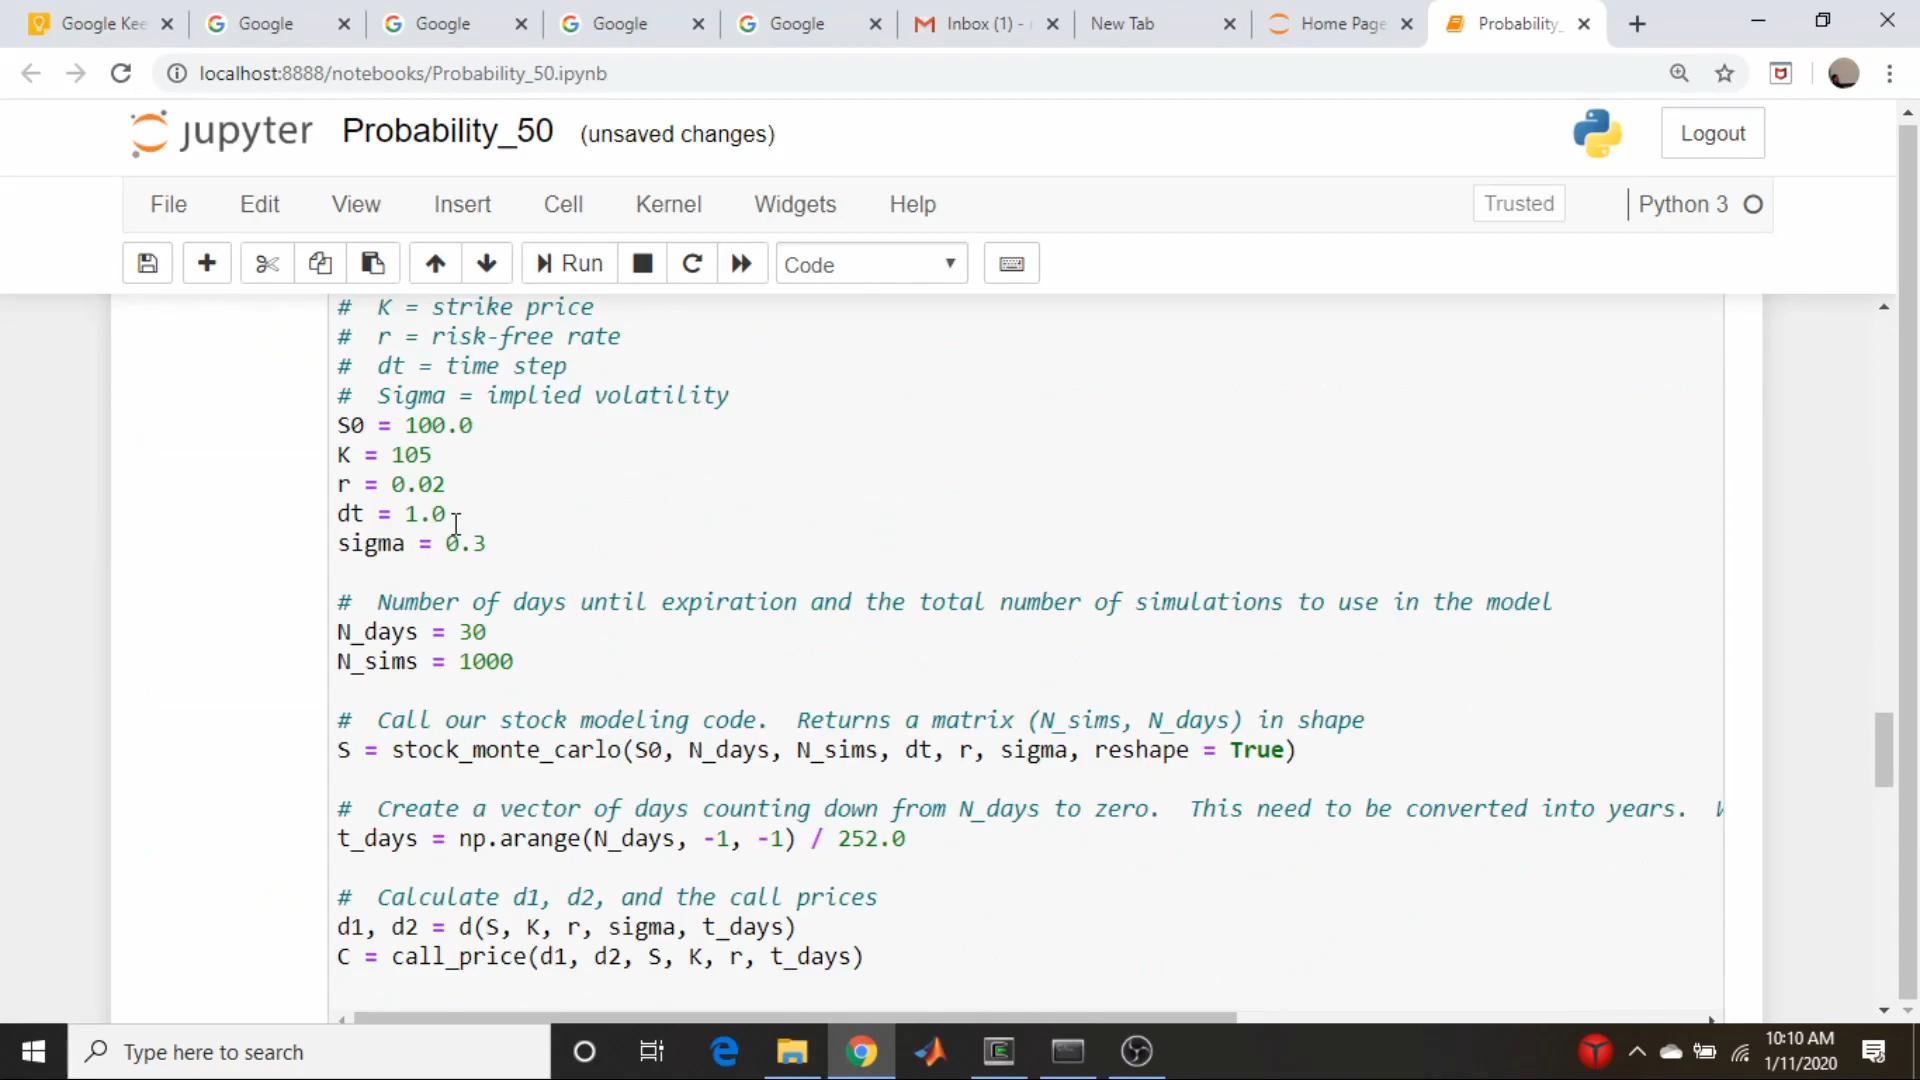 Google Kee
Google
Google
Google
Google
Inbox (1) -
New Tab
Home Page
Probability_
localhost:8888/notebooks/Probability_50.ipynb
jupyter Probability_50 (unsaved changes)
Logout
File Edit View Insert Cell Kernel Widgets Help
Trusted
Python 3
Run
Code
# K = strike price
# r = risk-free rate
# dt = time step
# Sigma = implied volatility
S0 = 100.0
K = 105
r = 0.02
dt = 1.0
sigma = 0.3
# Number of days until expiration and the total number of simulations to use in the model
N_days = 30
N_sims = 1000
# Call our stock modeling code. Returns a matrix (N_sims, N_days) in shape
S = stock_monte_carlo(S0, N_days, N_sims, dt, r, sigma, reshape = True)
# Create a vector of days counting down from N_days to zero. This need to be converted into years.
t_days = np.arange(N_days, -1, -1) / 252.0
# Calculate d1, d2, and the call prices
d1, d2 = d(S, K, r, sigma, t_days)
C = call_price(d1, d2, S, K, r, t_days)
Type here to search
10:10 AM
1/11/2020